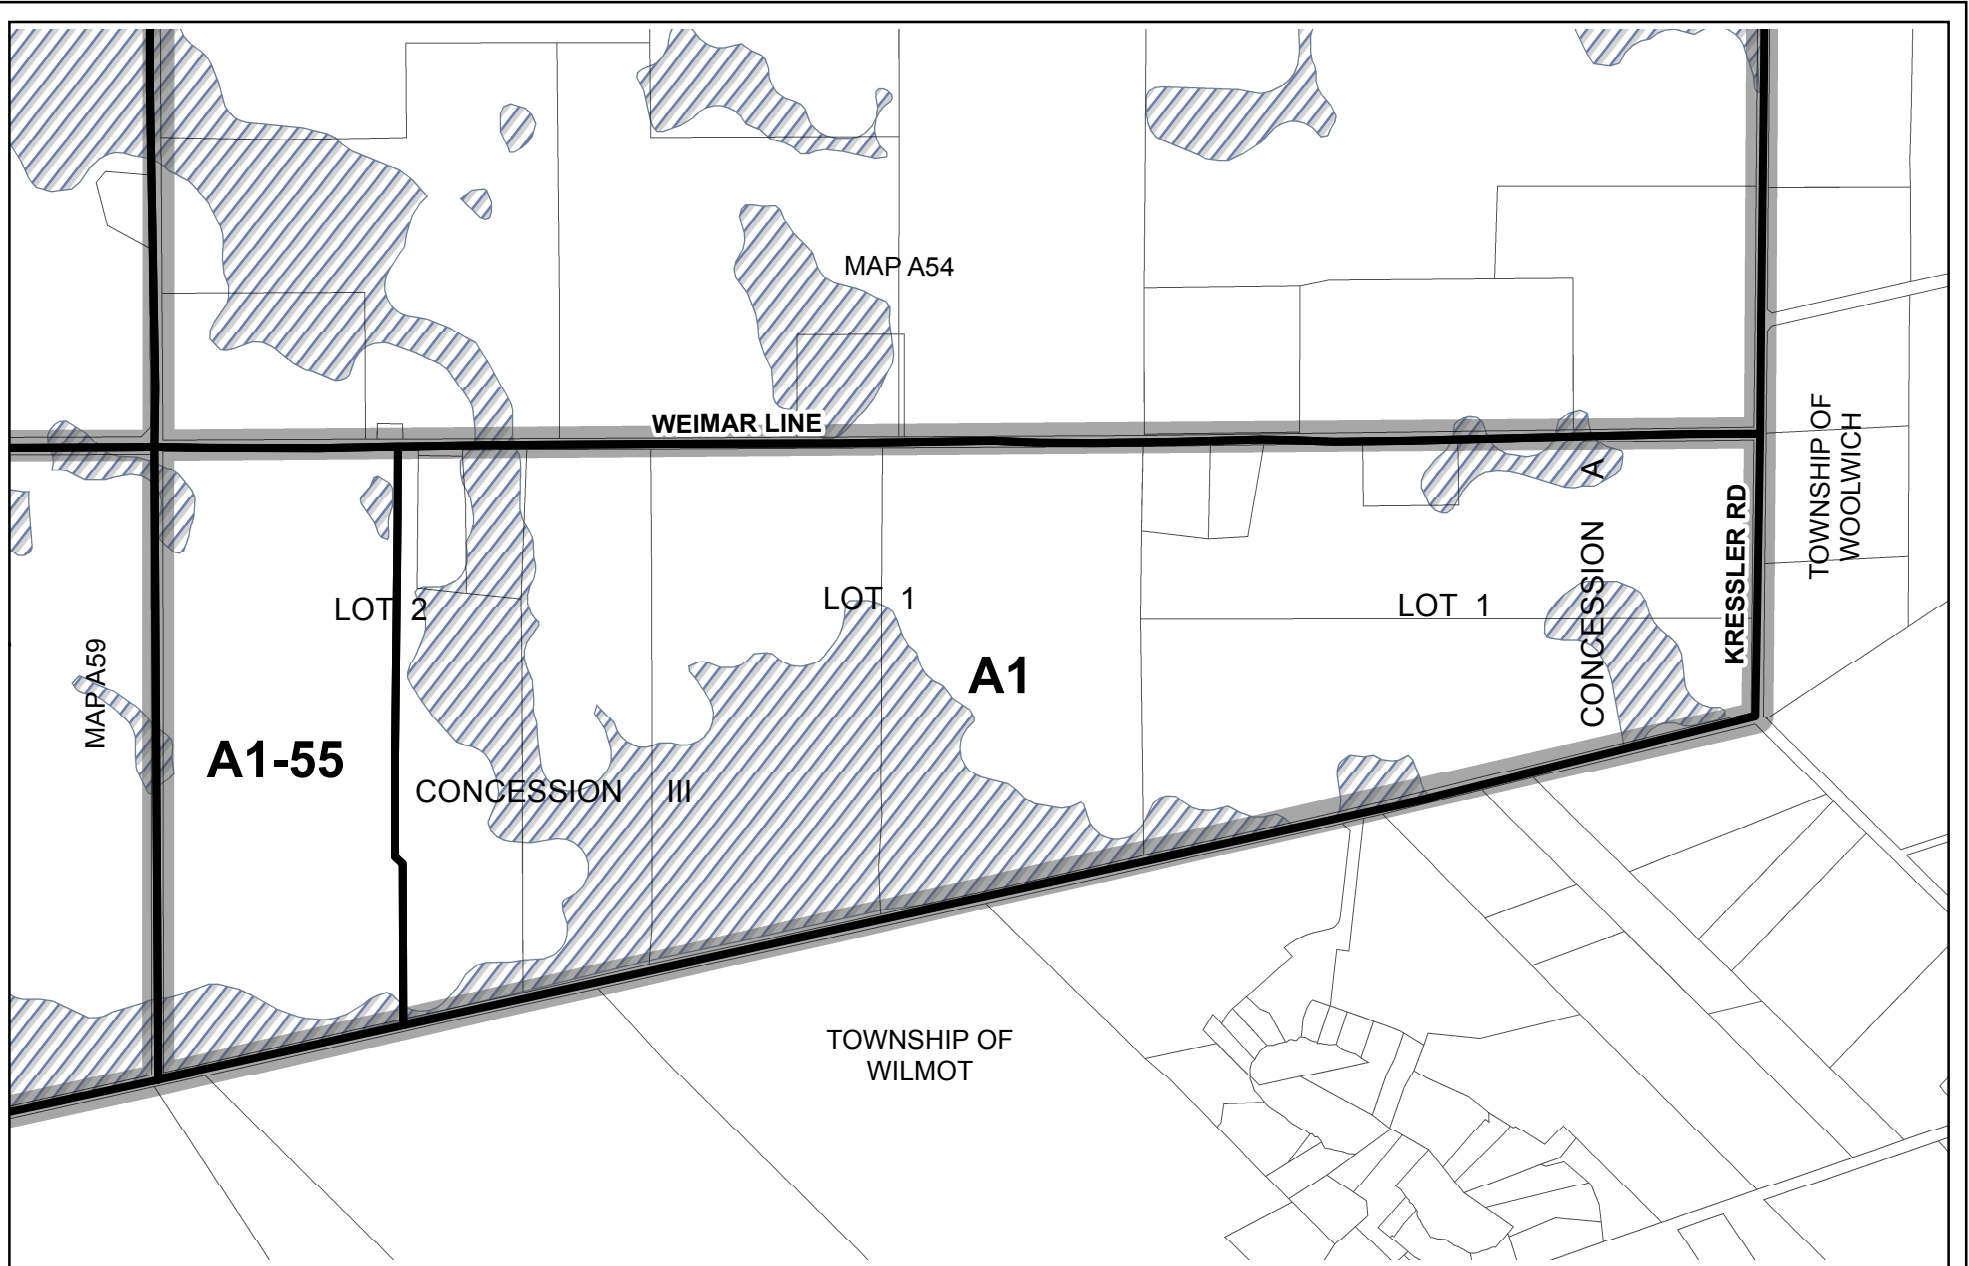 MAP A54
WEIMAR LINE
TOWNSHIP OF
WOOLWICH
A
CONCESSION
KRESSLER RD
LOT 2
LOT 1
LOT 1
A1
MAP A59
A1-55
CONCESSION III
TOWNSHIP OF
WILMOT